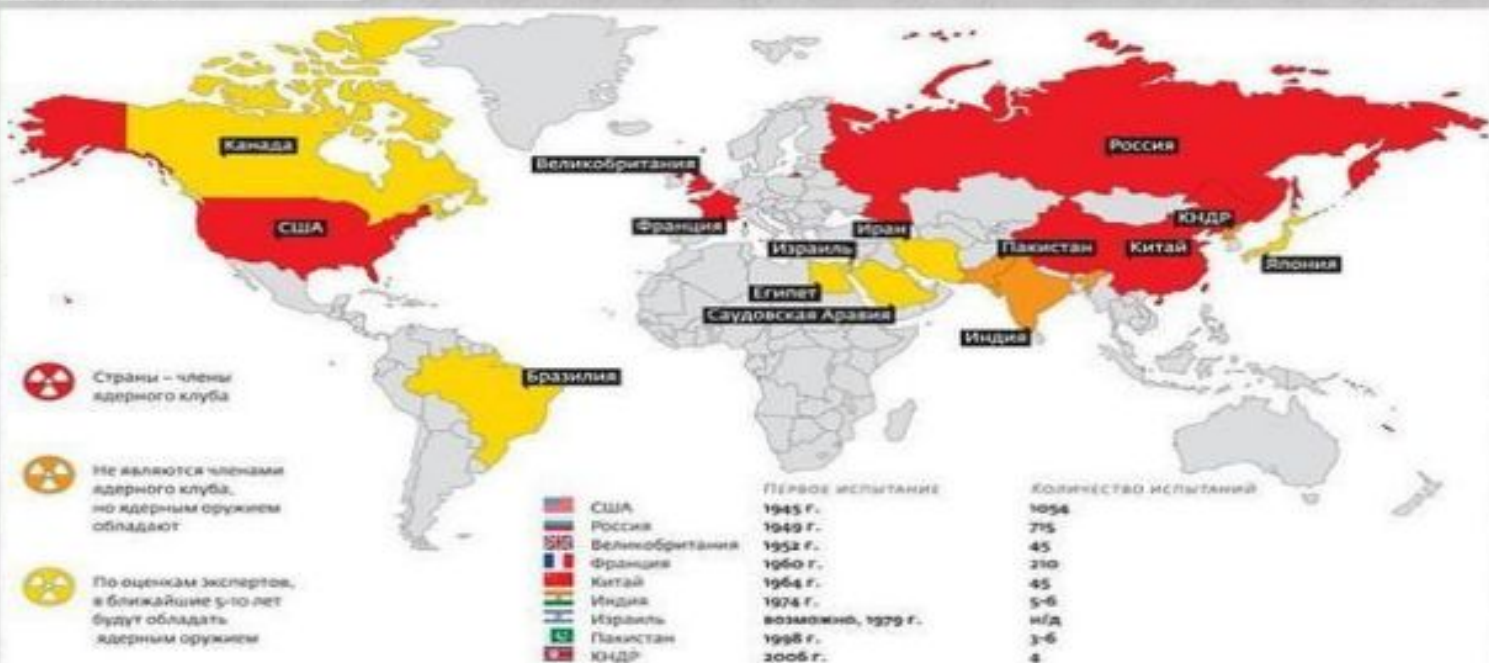 Канада
Великобритания
Россия
США
Франция
Иран
КНДР
Израиль
Пакистан
Китай
Япония
Египет
Саудовская Аравия
Индия
Бразилия
Страны – члены
ядерного клуба
Не являются членами
ядерного клуба,
но ядерным оружием
обладают
По оценкам экспертов,
в ближайшие 5-10 лет
будут обладать
ядерным оружием
Первое испытание Количество испытаний
США 1945 г. 1054
Россия 1949 г. 715
Великобритания 1952 г. 45
Франция 1960 г. 210
Китай 1964 г. 45
Индия 1974 г. 5-6
Израиль возможно, 1979 г. н/д
Пакистан 1998 г. 3-6
КНДР 2006 г. 4